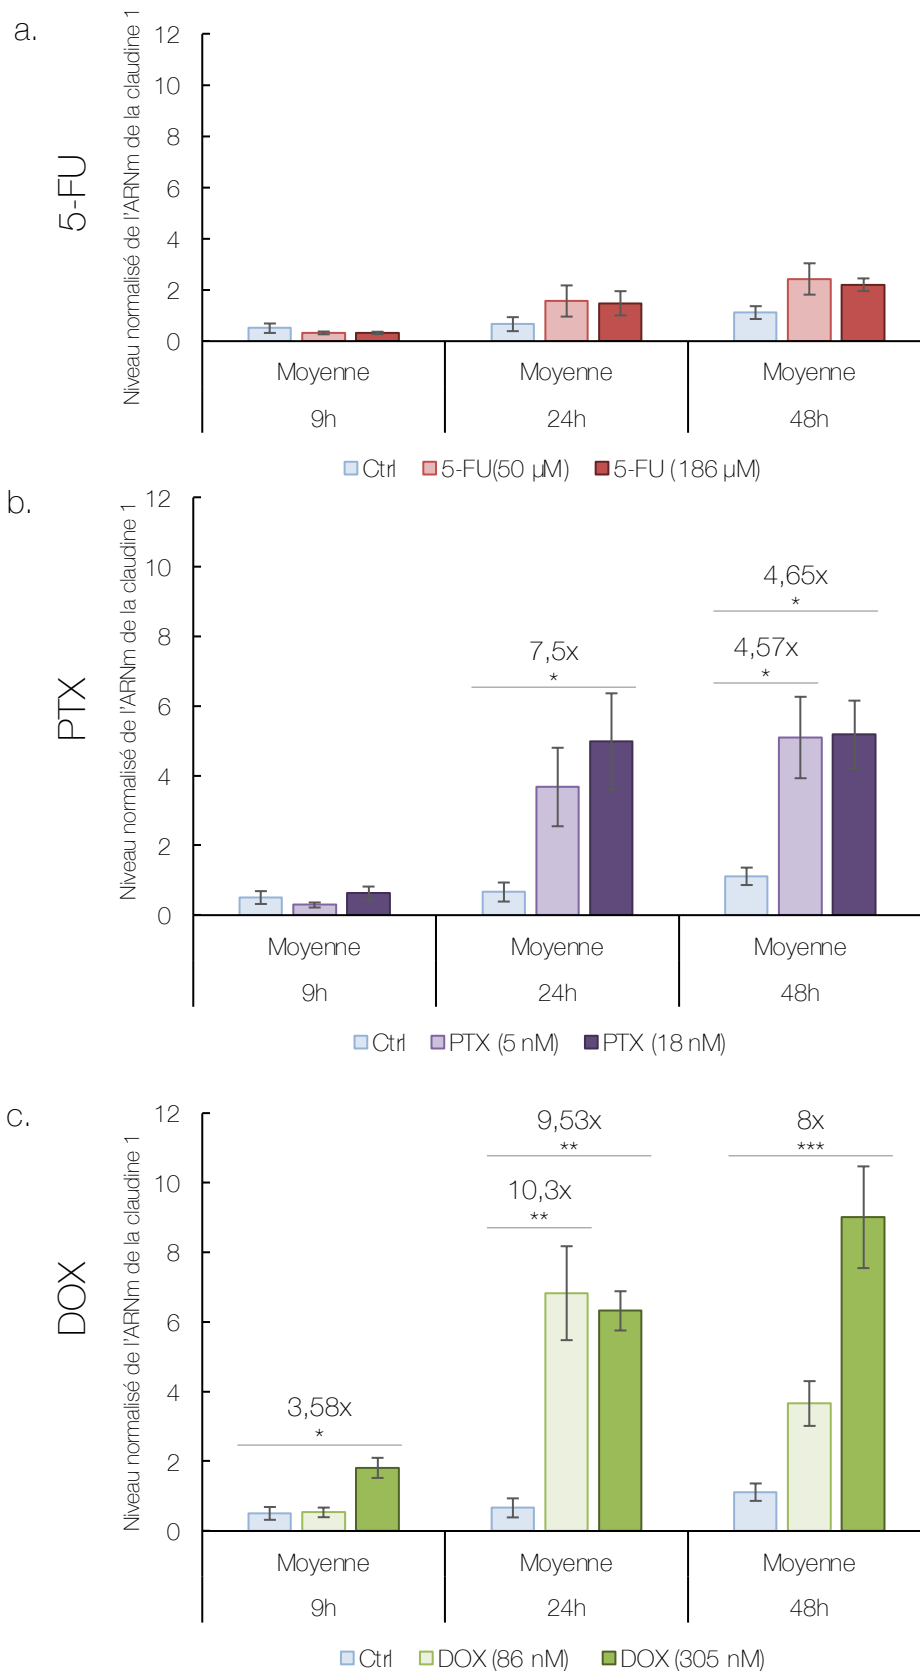 a.
5-FU
Niveau normalisé de l'ARNm de la claudine 1
12
10
8
6
4
2
0
Moyenne Moyenne Moyenne
9h 24h 48h
Ctrl 5-FU(50 µM) 5-FU (186 µM)
b.
PTX
Niveau normalisé de l'ARNm de la claudine 1
12
10
8
6
4
2
0
4,65x
*
7,5x 4,57x
* *
Moyenne Moyenne Moyenne
9h 24h 48h
Ctrl PTX (5 nM) PTX (18 nM)
c.
DOX
Niveau normalisé de l'ARNm de la claudine 1
12
10
8
6
4
2
0
9,53x 8x
** ***
10,3x
**
3,58x
*
Moyenne Moyenne Moyenne
9h 24h 48h
Ctrl DOX (86 nM) DOX (305 nM)